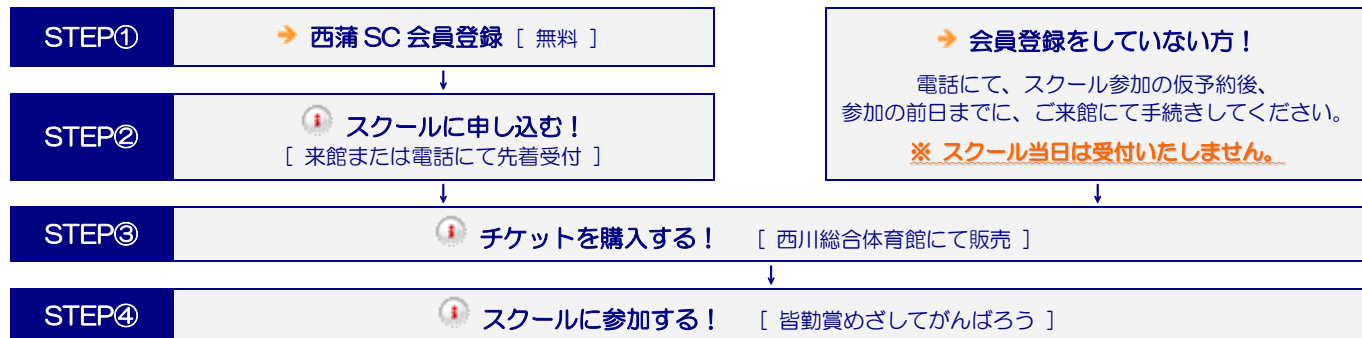 STEP① 西蒲SC会員登録 [ 無料 ]
STEP② スクールに申し込む!
[ 来館または電話にて先着受付 ]
会員登録をしていない方!
電話にて、スクール参加の仮予約後、
参加の前日までに、ご来館にて手続きしてください。
※ スクール当日は受付いたしません。
STEP③ チケットを購入する! [ 西川総合体育館にて販売 ]
STEP④ スクールに参加する! [ 皆勤賞めざしてがんばろう ]